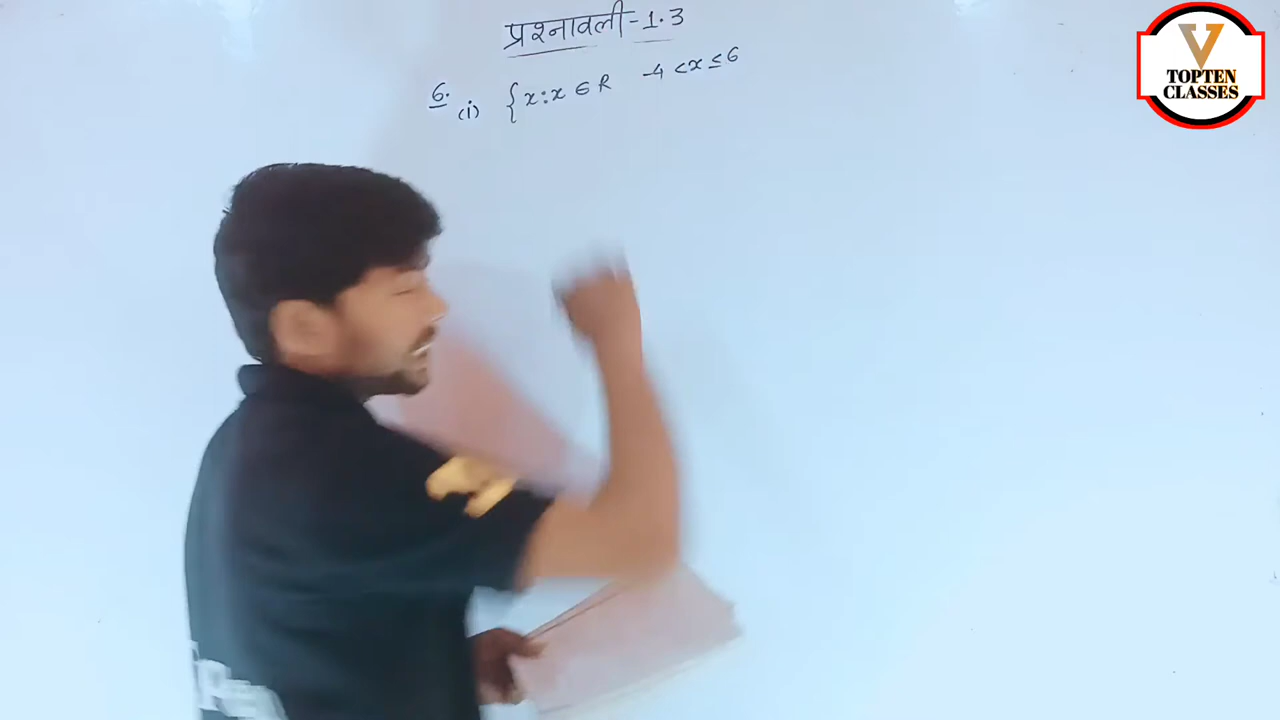 प्रश्नावली-1.3
6. (i) {x:x ∈ R -4 <x ≤ 6
V
TOPTEN
CLASSES